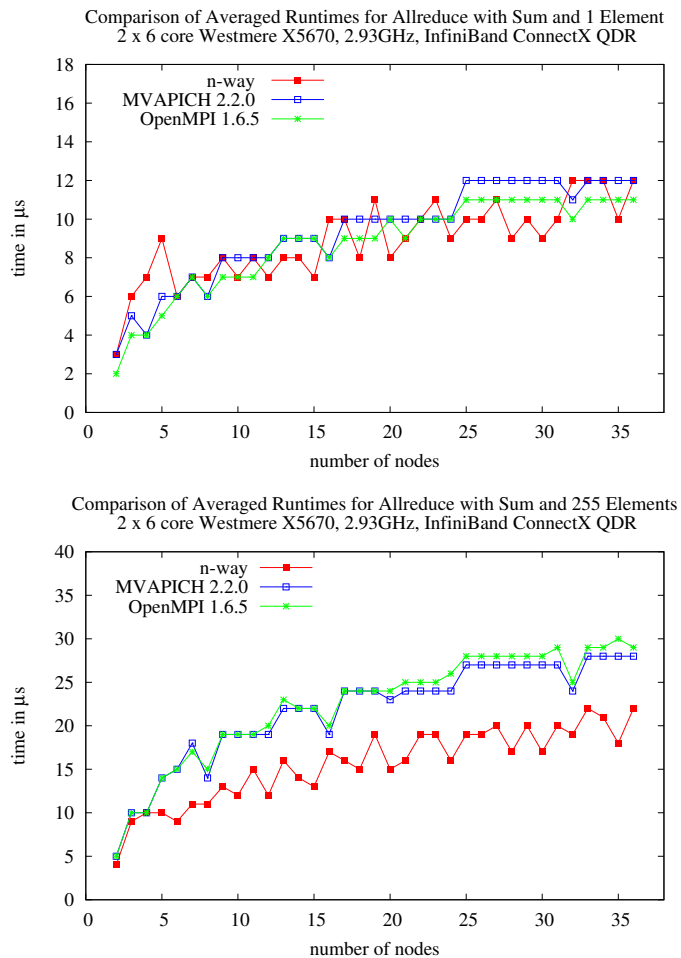 Comparison of Averaged Runtimes for Allreduce with Sum and 1 Element
2 x 6 core Westmere X5670, 2.93GHz, InfiniBand ConnectX QDR
18
16
14
12
10
8
6
4
2
0
time in µs
n-way
MVAPICH 2.2.0
OpenMPI 1.6.5
0 5 10 15 20 25 30 35
number of nodes
Comparison of Averaged Runtimes for Allreduce with Sum and 255 Elements
2 x 6 core Westmere X5670, 2.93GHz, InfiniBand ConnectX QDR
40
35
30
25
20
15
10
5
0
time in µs
n-way
MVAPICH 2.2.0
OpenMPI 1.6.5
0 5 10 15 20 25 30 35
number of nodes